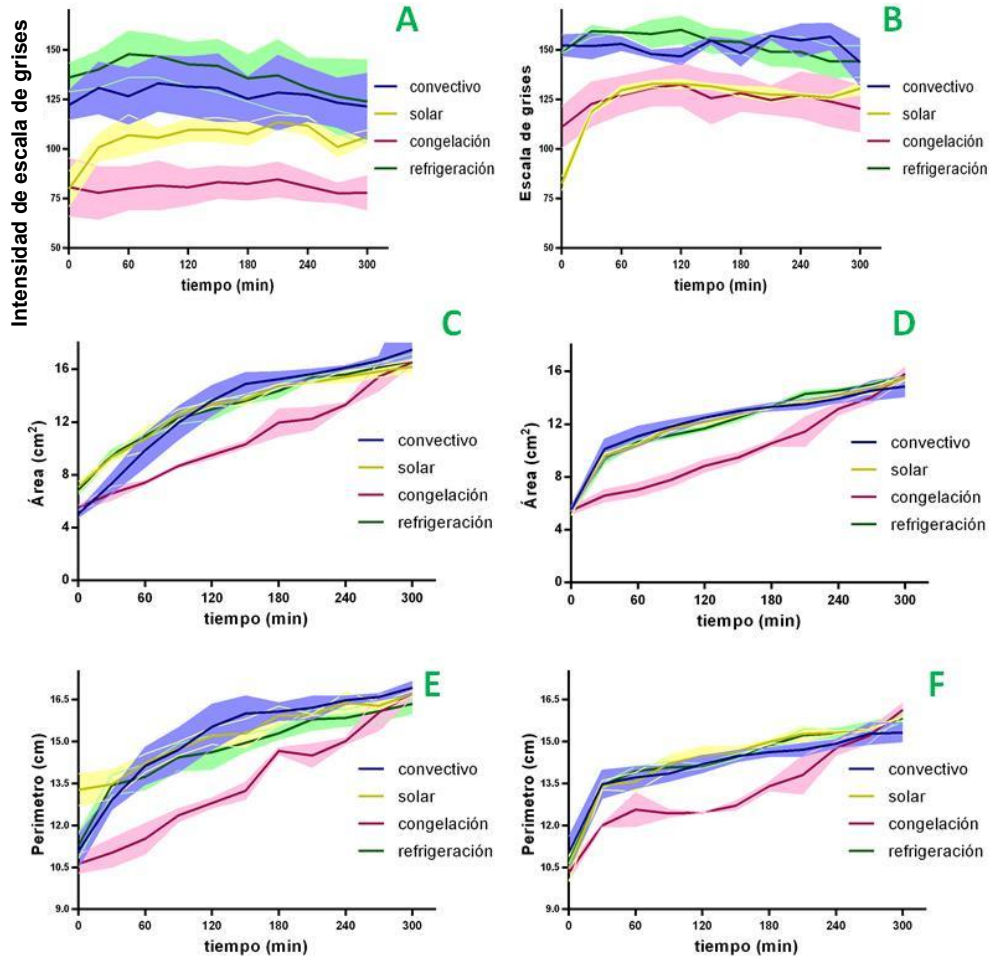 A
Intensidad de escala de grises
150
125
100
75
50
0
60
120
180
240
300
tiempo (min)
convectivo
solar
congelación
refrigeración
B
Escala de grises
150
125
100
75
50
0
60
120
180
240
300
tiempo (min)
convectivo
solar
congelación
refrigeración
C
Área (cm²)
16
12
8
4
0
0
60
120
180
240
300
tiempo (min)
convectivo
solar
congelación
refrigeración
D
Área (cm²)
16
12
8
4
0
0
60
120
180
240
300
tiempo (min)
convectivo
solar
congelación
refrigeración
E
Perimetro (cm)
16.5
15.0
13.5
12.0
10.5
9.0
0
60
120
180
240
300
tiempo (min)
convectivo
solar
congelación
refrigeración
F
Perimetro (cm)
16.5
15.0
13.5
12.0
10.5
9.0
0
60
120
180
240
300
tiempo (min)
convectivo
solar
congelación
refrigeración